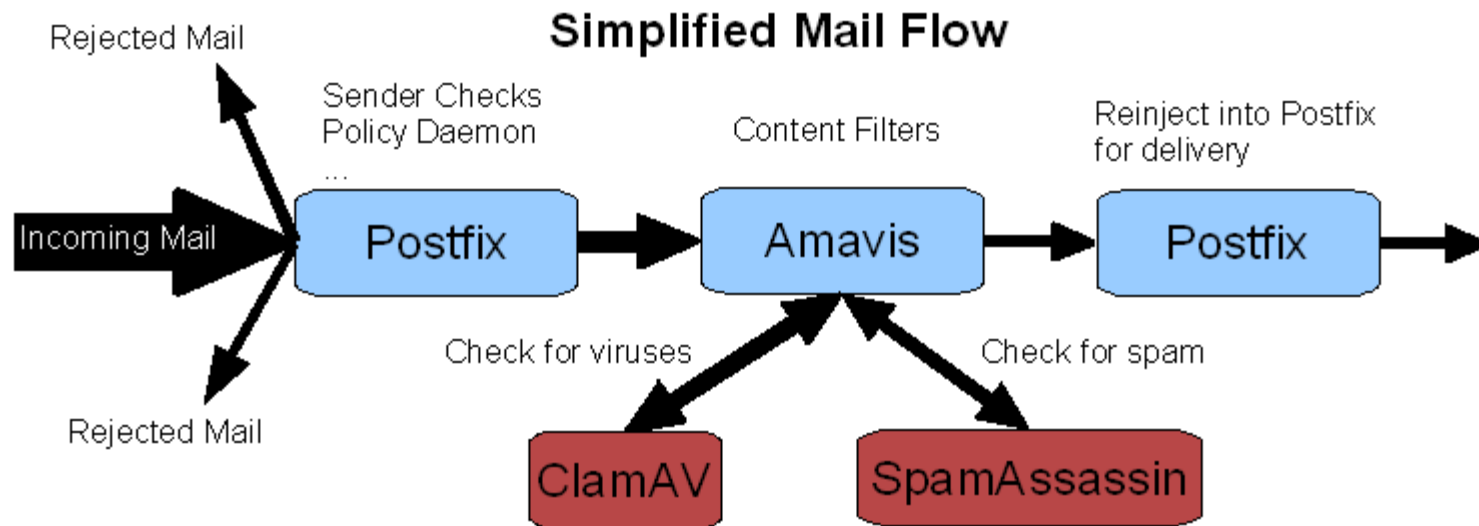 Simplified Mail Flow
Rejected Mail
Sender Checks
Policy Daemon
...
Content Filters
Reinject into Postfix
for delivery
Incoming Mail
Postfix
Amavis
Postfix
Check for viruses
Check for spam
Rejected Mail
ClamAV
SpamAssassin